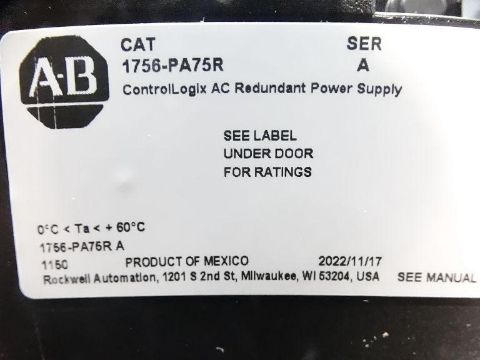 A-B
CAT SER
1756-PA75R A
ControlLogix AC Redundant Power Supply
SEE LABEL
UNDER DOOR
FOR RATINGS
0°C < Ta < + 60°C
1756-PA75R A
1150 PRODUCT OF MEXICO 2022/11/17
Rockwell Automation, 1201 S 2nd St, Milwaukee, WI 53204, USA SEE MANUAL